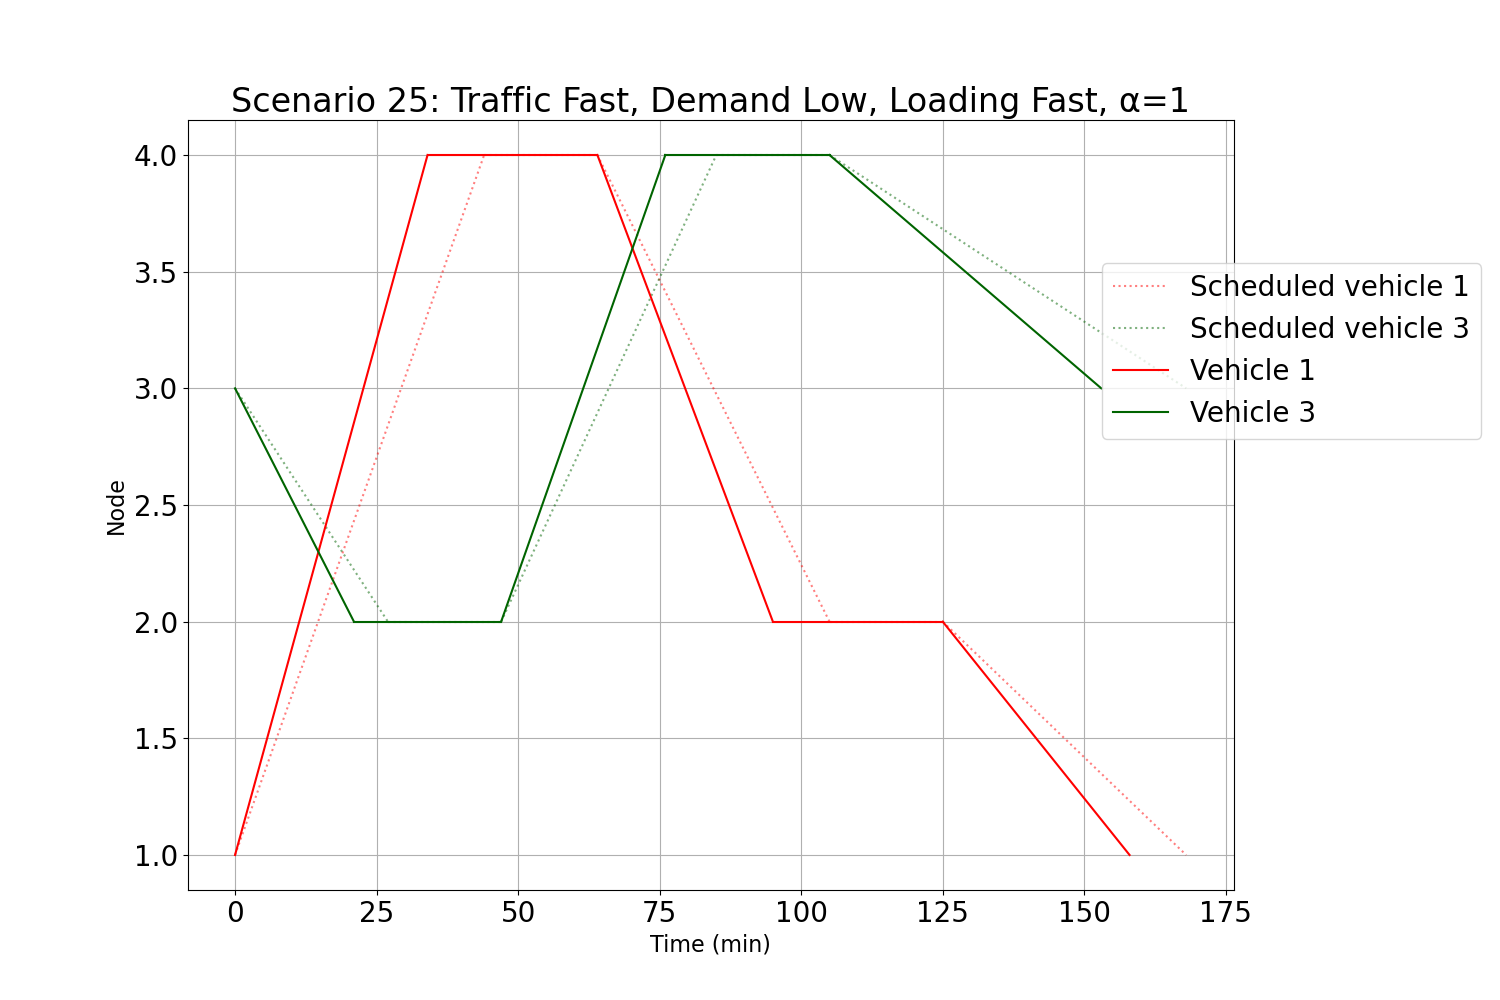 Scenario 25: Traffic Fast, Demand Low, Loading Fast, α=1
4.0
3.5
3.0
2.5
2.0
1.5
1.0
Node
0 25 50 75 100 125 150 175
Time (min)
Scheduled vehicle 1
Scheduled vehicle 3
Vehicle 1
Vehicle 3